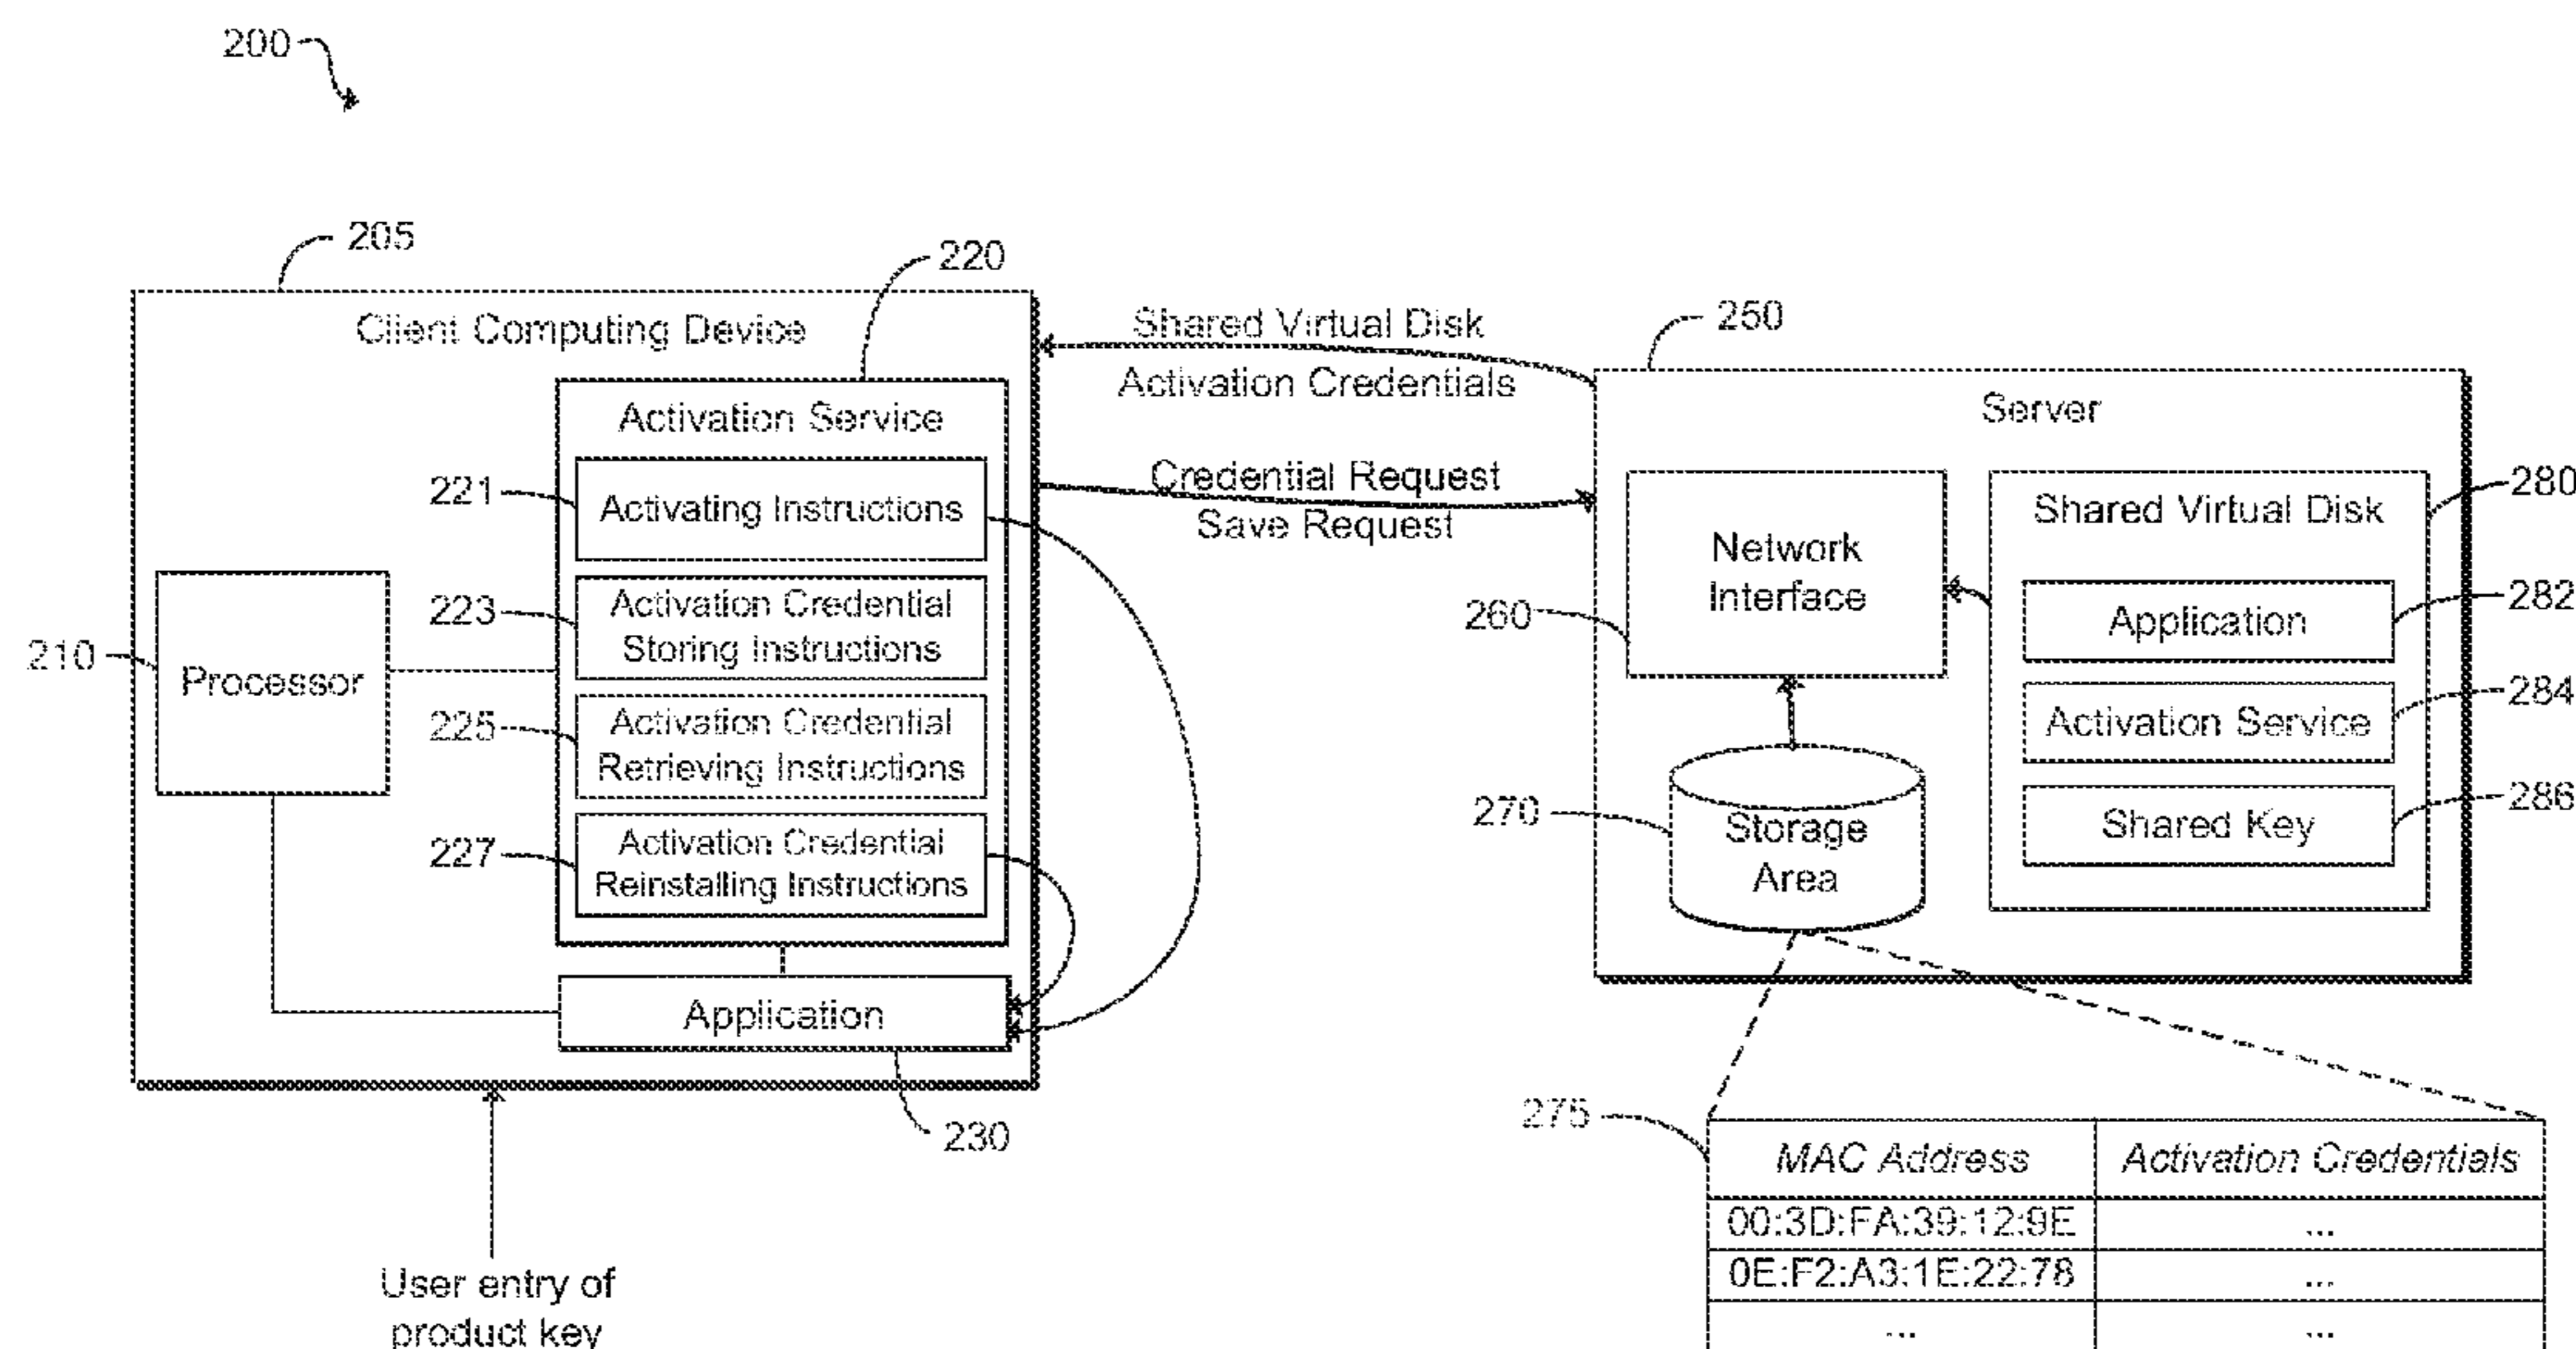 200
205
220
Client Computing Device
Activation Service
221
Activating Instructions
223
Activation Credential
Storing Instructions
210
Processor
225
Activation Credential
Retrieving Instructions
227
Activation Credential
Reinstalling Instructions
Application
230
User entry of
product key
Shared Virtual Disk
Activation Credentials
Credential Request
Save Request
250
Server
Network
Interface
260
Shared Virtual Disk
280
Application
282
Activation Service
284
Shared Key
286
270
Storage
Area
275
MAC Address Activation Credentials
00:3D:FA:39:12:9E ...
0E:F2:A3:1E:22:78 ...
... ...